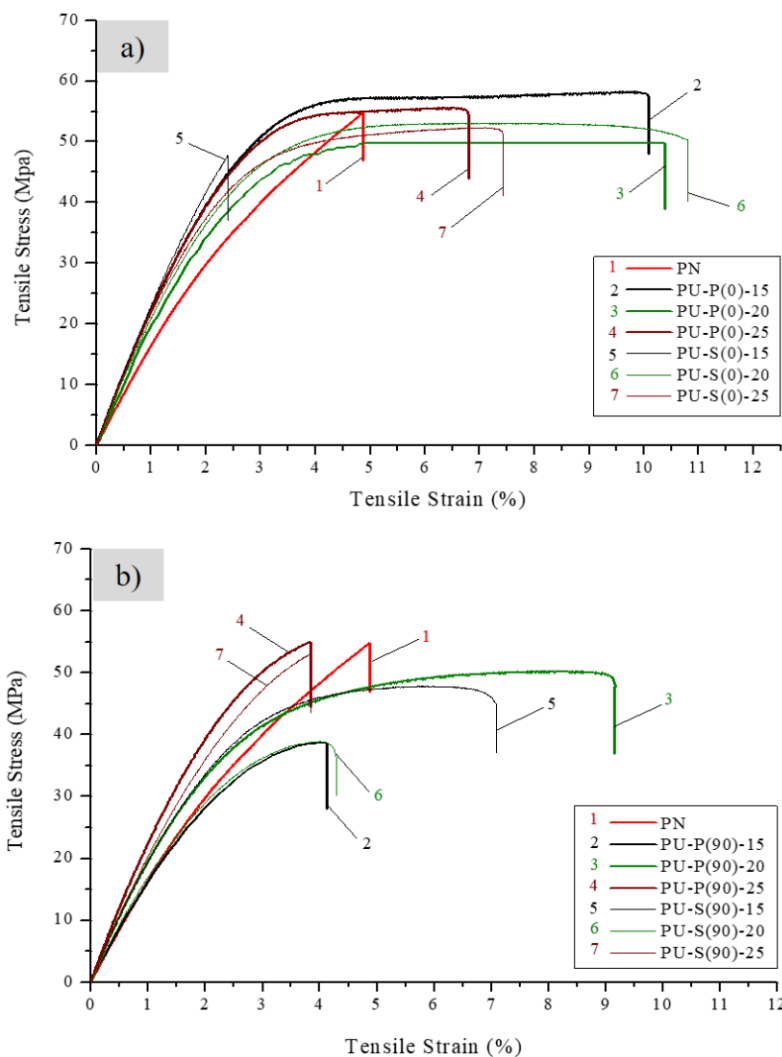 a)
70
60
50
40
30
20
10
0
Tensile Stress (Mpa)
5
1
4
7
2
3
6
1 PN
2 PU-P(0)-15
3 PU-P(0)-20
4 PU-P(0)-25
5 PU-S(0)-15
6 PU-S(0)-20
7 PU-S(0)-25
0 1 2 3 4 5 6 7 8 9 10 11 12
Tensile Strain (%)
b)
70
60
50
40
30
20
10
0
Tensile Stress (MPa)
4
7
1
5
3
6
2
1 PN
2 PU-P(90)-15
3 PU-P(90)-20
4 PU-P(90)-25
5 PU-S(90)-15
6 PU-S(90)-20
7 PU-S(90)-25
0 1 2 3 4 5 6 7 8 9 10 11 12
Tensile Strain (%)